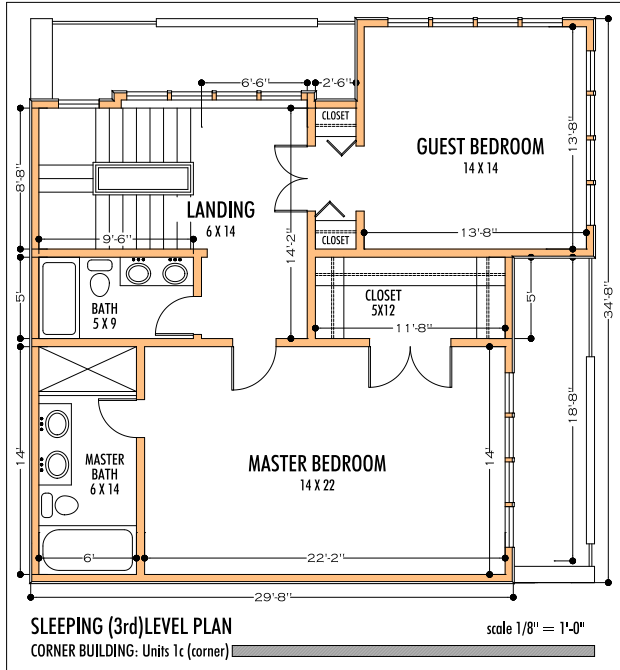 6'-6"
2'-6"
CLOSET
GUEST BEDROOM
14 X 14
13'-8"
8'-8"
LANDING
6 X 14
9'-6"
14'-2"
13'-8"
CLOSET
BATH
5 X 9
5'
CLOSET
5X12
11'-8"
5'
34'-8"
18'-8"
14'
MASTER BATH
6 X 14
MASTER BEDROOM
14 X 22
14'
6'
22'-2"
29'-8"
SLEEPING (3rd)LEVEL PLAN
scale 1/8" = 1'-0"
CORNER BUILDING: Units 1c (corner)